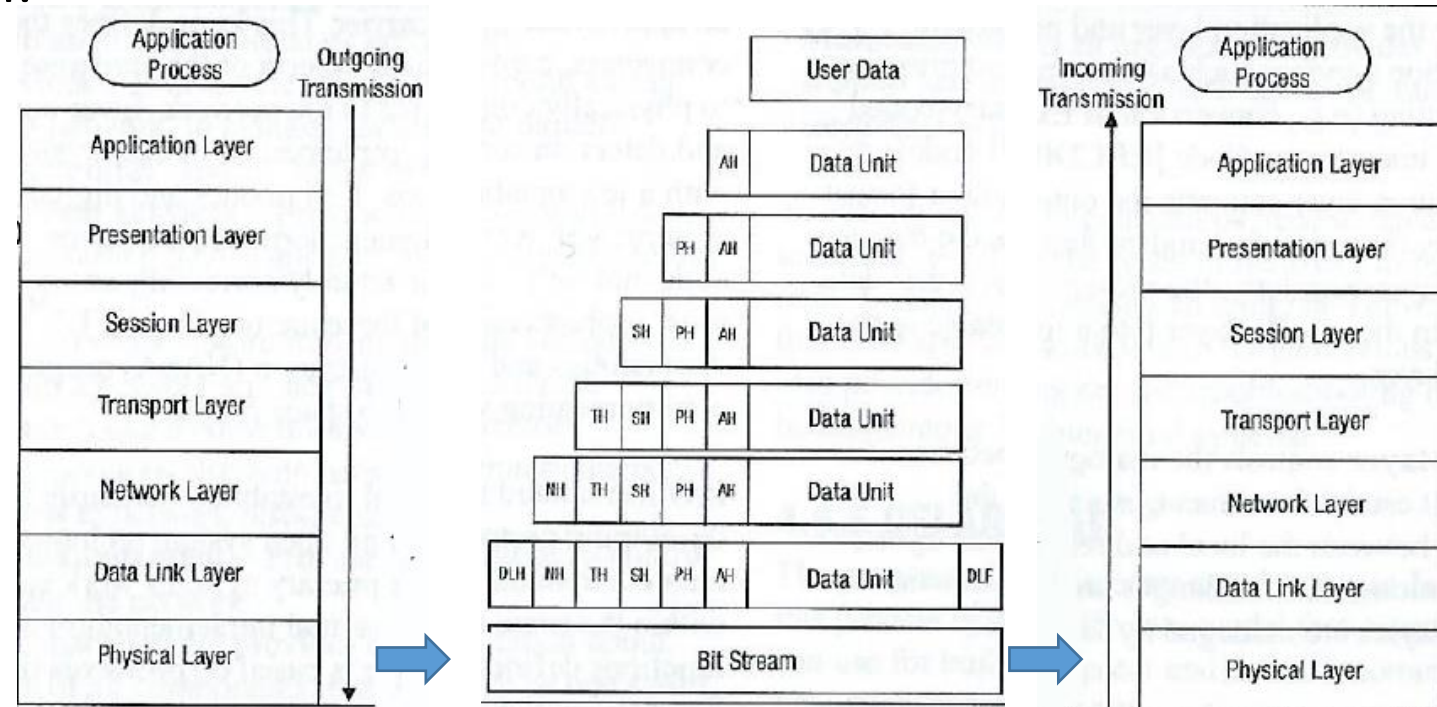 Application
Process
Outgoing
Transmission
Application Layer
Presentation Layer
Session Layer
Transport Layer
Network Layer
Data Link Layer
Physical Layer
User Data
AH Data Unit
PH AH Data Unit
SH PH AH Data Unit
TH SH PH AH Data Unit
NH TH SH PH AH Data Unit
DLH NH TH SH PH AH Data Unit DLF
Bit Stream
Incoming
Transmission
Application
Process
Application Layer
Presentation Layer
Session Layer
Transport Layer
Network Layer
Data Link Layer
Physical Layer